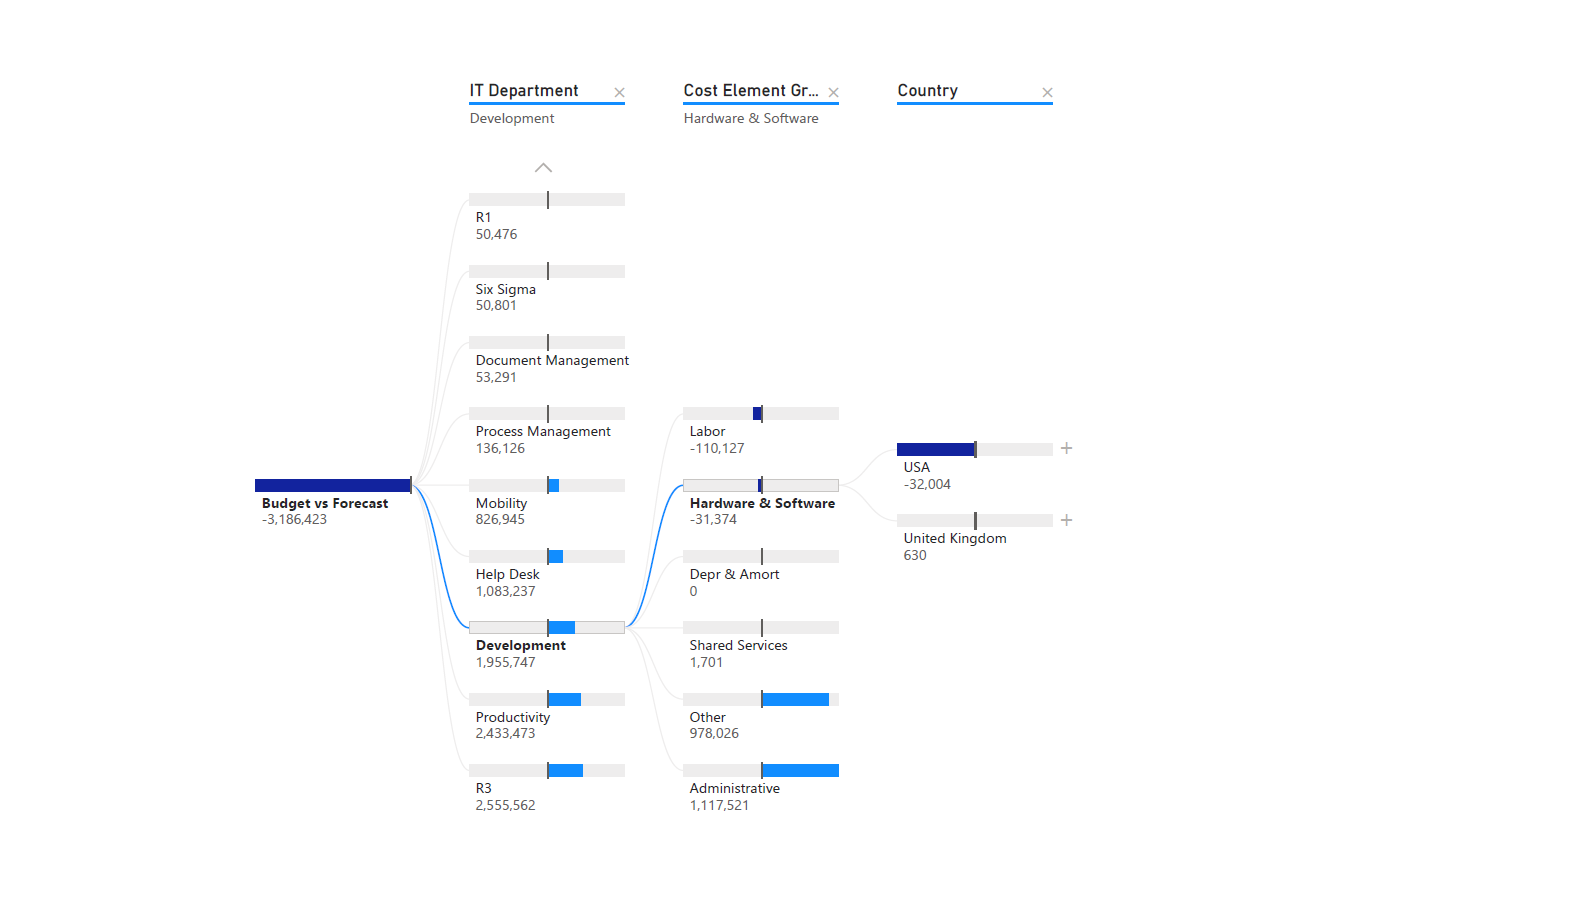 IT Department
Cost Element Gr...
Country
Development
Hardware & Software
R1
50,476
Six Sigma
50,801
Document Management
53,291
Process Management
136,126
Labor
-110,127
USA
-32,004
Budget vs Forecast
-3,186,423
Mobility
826,945
Hardware & Software
-31,374
United Kingdom
630
Help Desk
1,083,237
Depr & Amort
0
Development
1,955,747
Shared Services
1,701
Productivity
2,433,473
Other
978,026
R3
2,555,562
Administrative
1,117,521